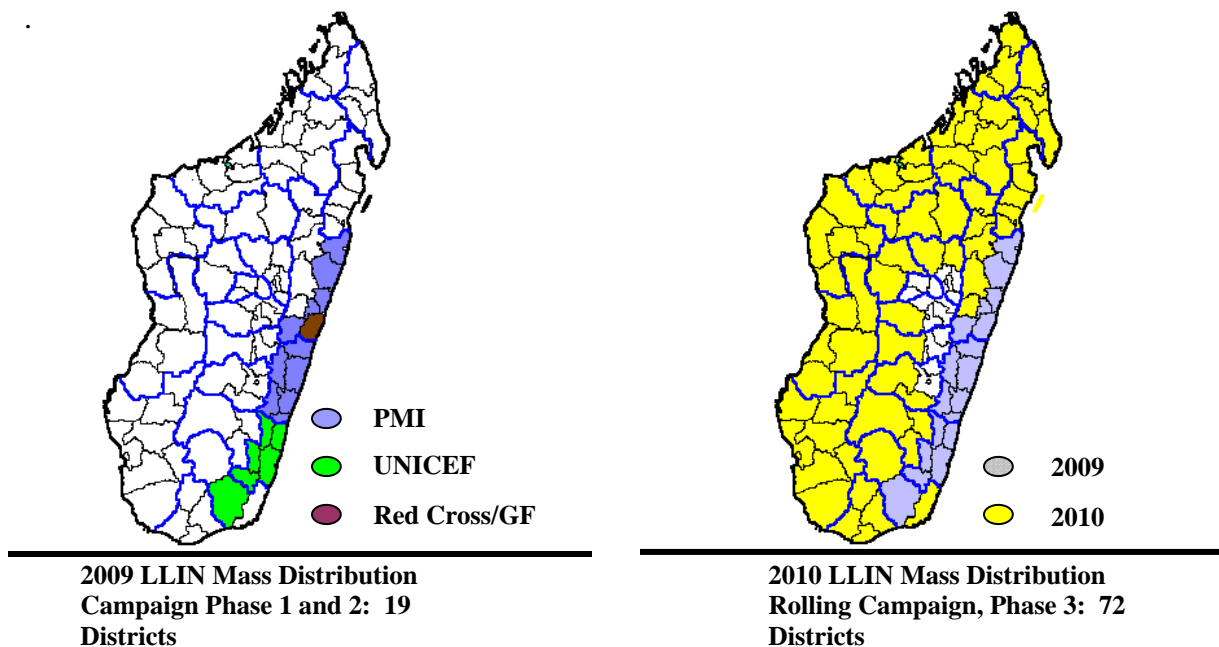 PMI
UNICEF
Red Cross/GF
2009 LLIN Mass Distribution
Campaign Phase 1 and 2: 19
Districts
2009
2010
2010 LLIN Mass Distribution
Rolling Campaign, Phase 3: 72
Districts